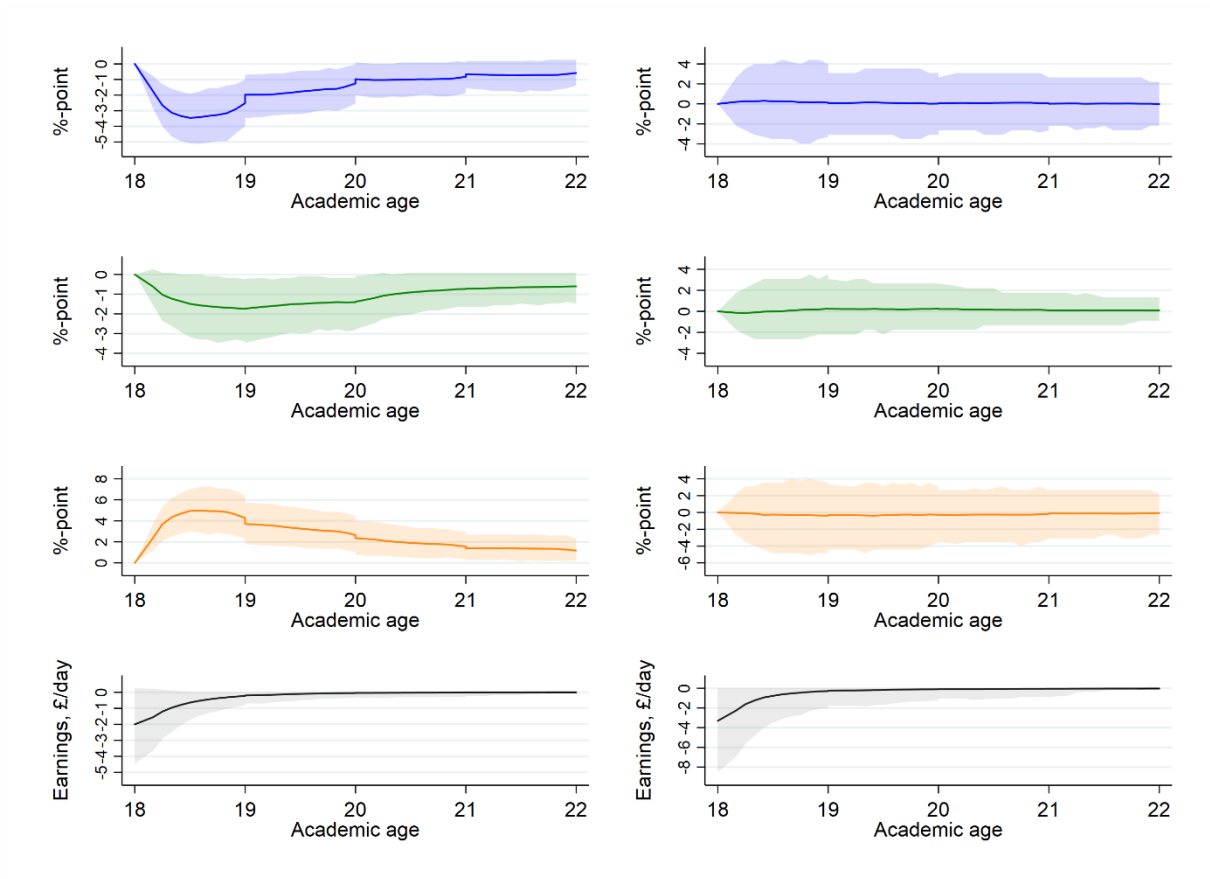 %-point
0
-5-4-3-2-1
18 19 20 21 22
Academic age
%-point
-4 -2 0 2 4
18 19 20 21 22
Academic age
%-point
-4 -3 -2 -1 0
18 19 20 21 22
Academic age
%-point
-4 -2 0 2 4
18 19 20 21 22
Academic age
%-point
0 2 4 6 8
18 19 20 21 22
Academic age
%-point
-6 -4 -2 0 2 4
18 19 20 21 22
Academic age
Earnings, £/day
-5-4-3-2-1 0
18 19 20 21 22
Academic age
Earnings, £/day
-8 -6 -4 -2 0
18 19 20 21 22
Academic age